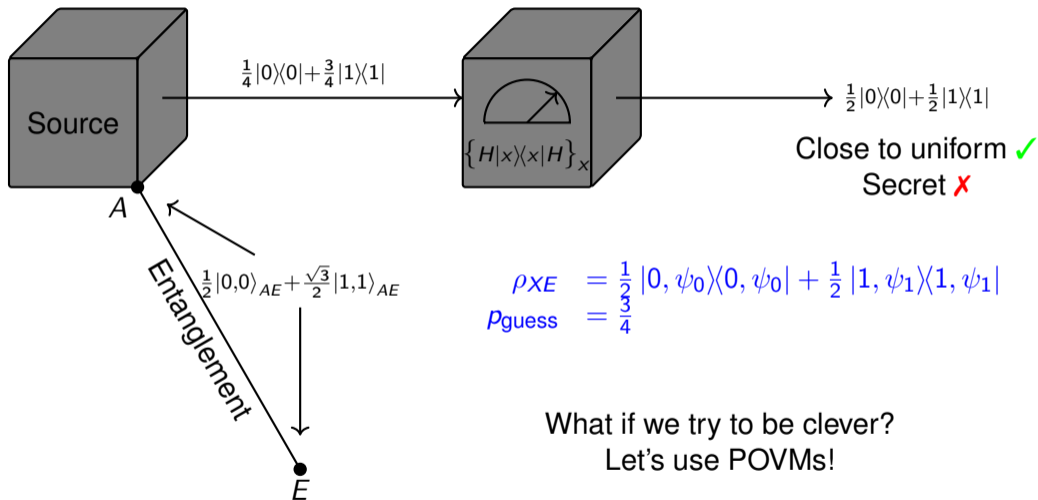 ¼|0⟩⟨0|+¾|1⟩⟨1|
Source
{H|x⟩⟨x|H}ₓ
½|0⟩⟨0|+½|1⟩⟨1|
Close to uniform ✓
Secret ✗
A
½|0,0⟩_AE+√3/2|1,1⟩_AE
Entanglement
E
ρ_XE = ½|0, ψ₀⟩⟨0, ψ₀| + ½|1, ψ₁⟩⟨1, ψ₁|
p_guess = ¾
What if we try to be clever?
Let's use POVMs!